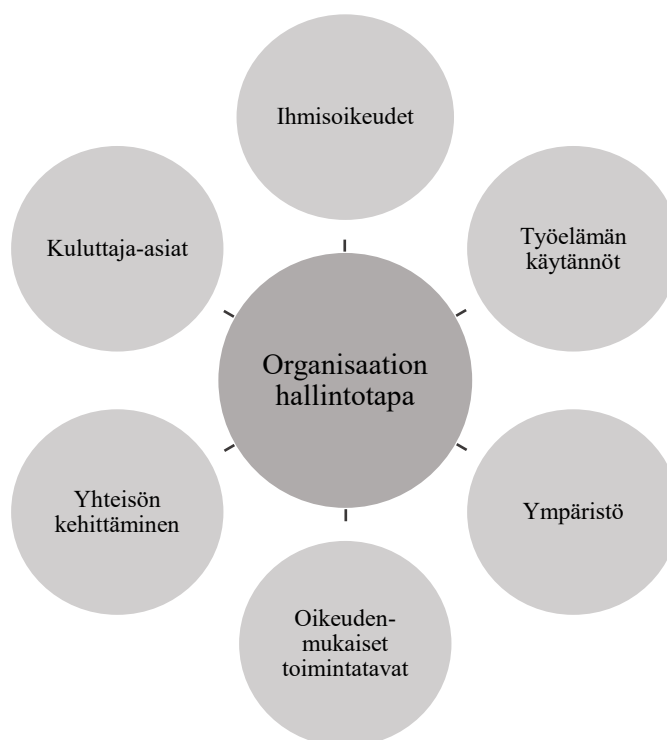 Ihmisoikeudet
Kuluttaja-asiat
Työelämän
käytännöt
Organisaation
hallintotapa
Yhteisön
kehittäminen
Ympäristö
Oikeuden-
mukaiset
toimintatavat